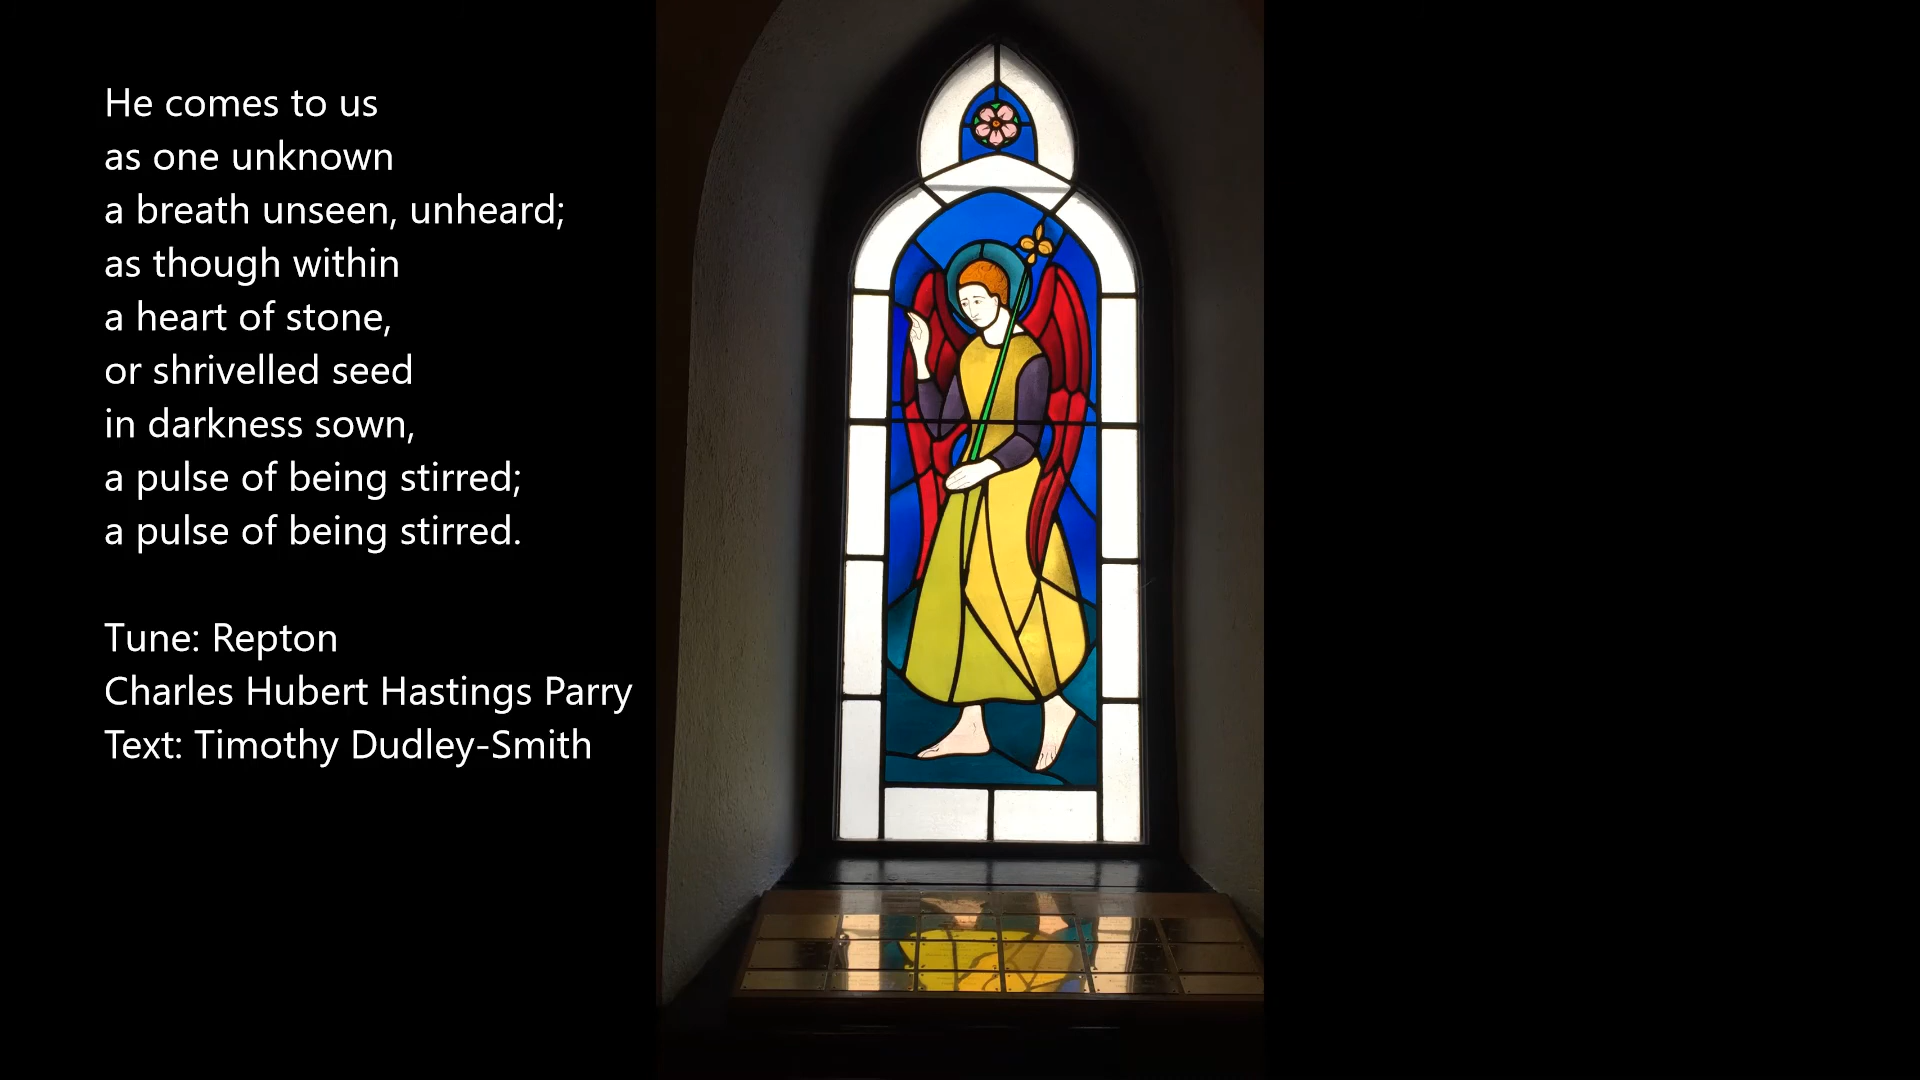 He comes to us
as one unknown
a breath unseen, unheard;
as though within
a heart of stone,
or shrivelled seed
in darkness sown,
a pulse of being stirred;
a pulse of being stirred.
Tune: Repton
Charles Hubert Hastings Parry
Text: Timothy Dudley-Smith